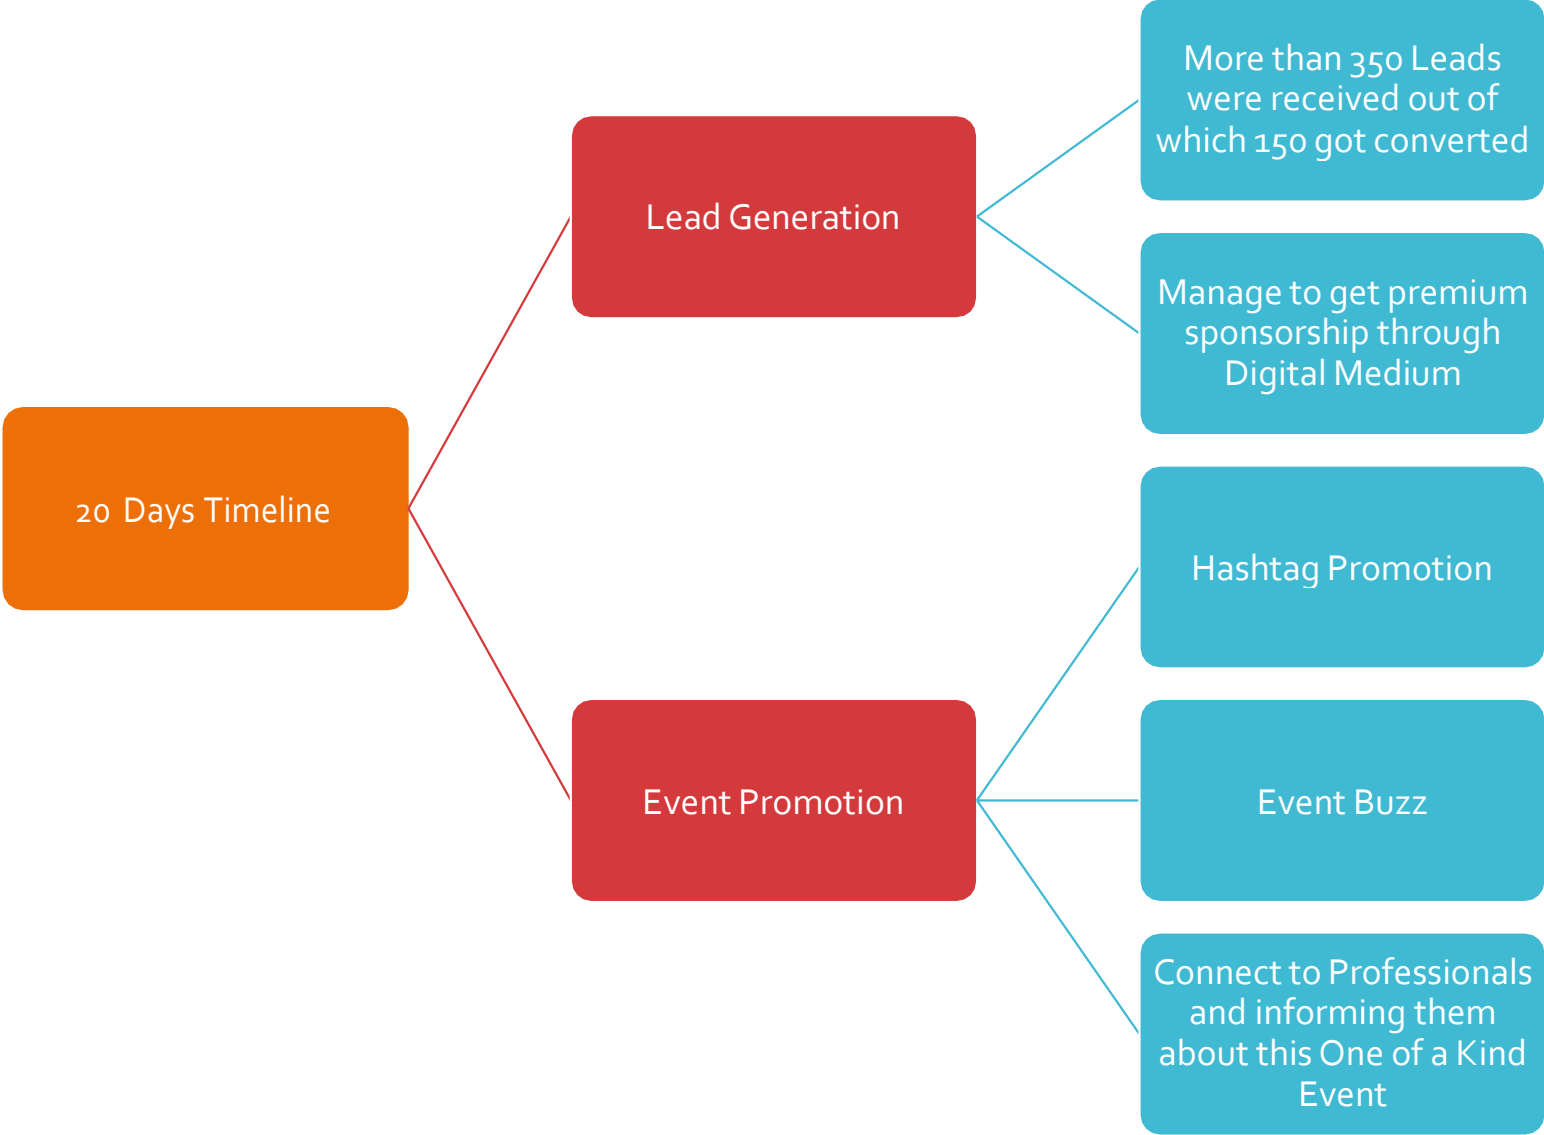 20 Days Timeline
Lead Generation
More than 350 Leads
were received out of
which 150 got converted
Manage to get premium
sponsorship through
Digital Medium
Event Promotion
Hashtag Promotion
Event Buzz
Connect to Professionals
and informing them
about this One of a Kind
Event